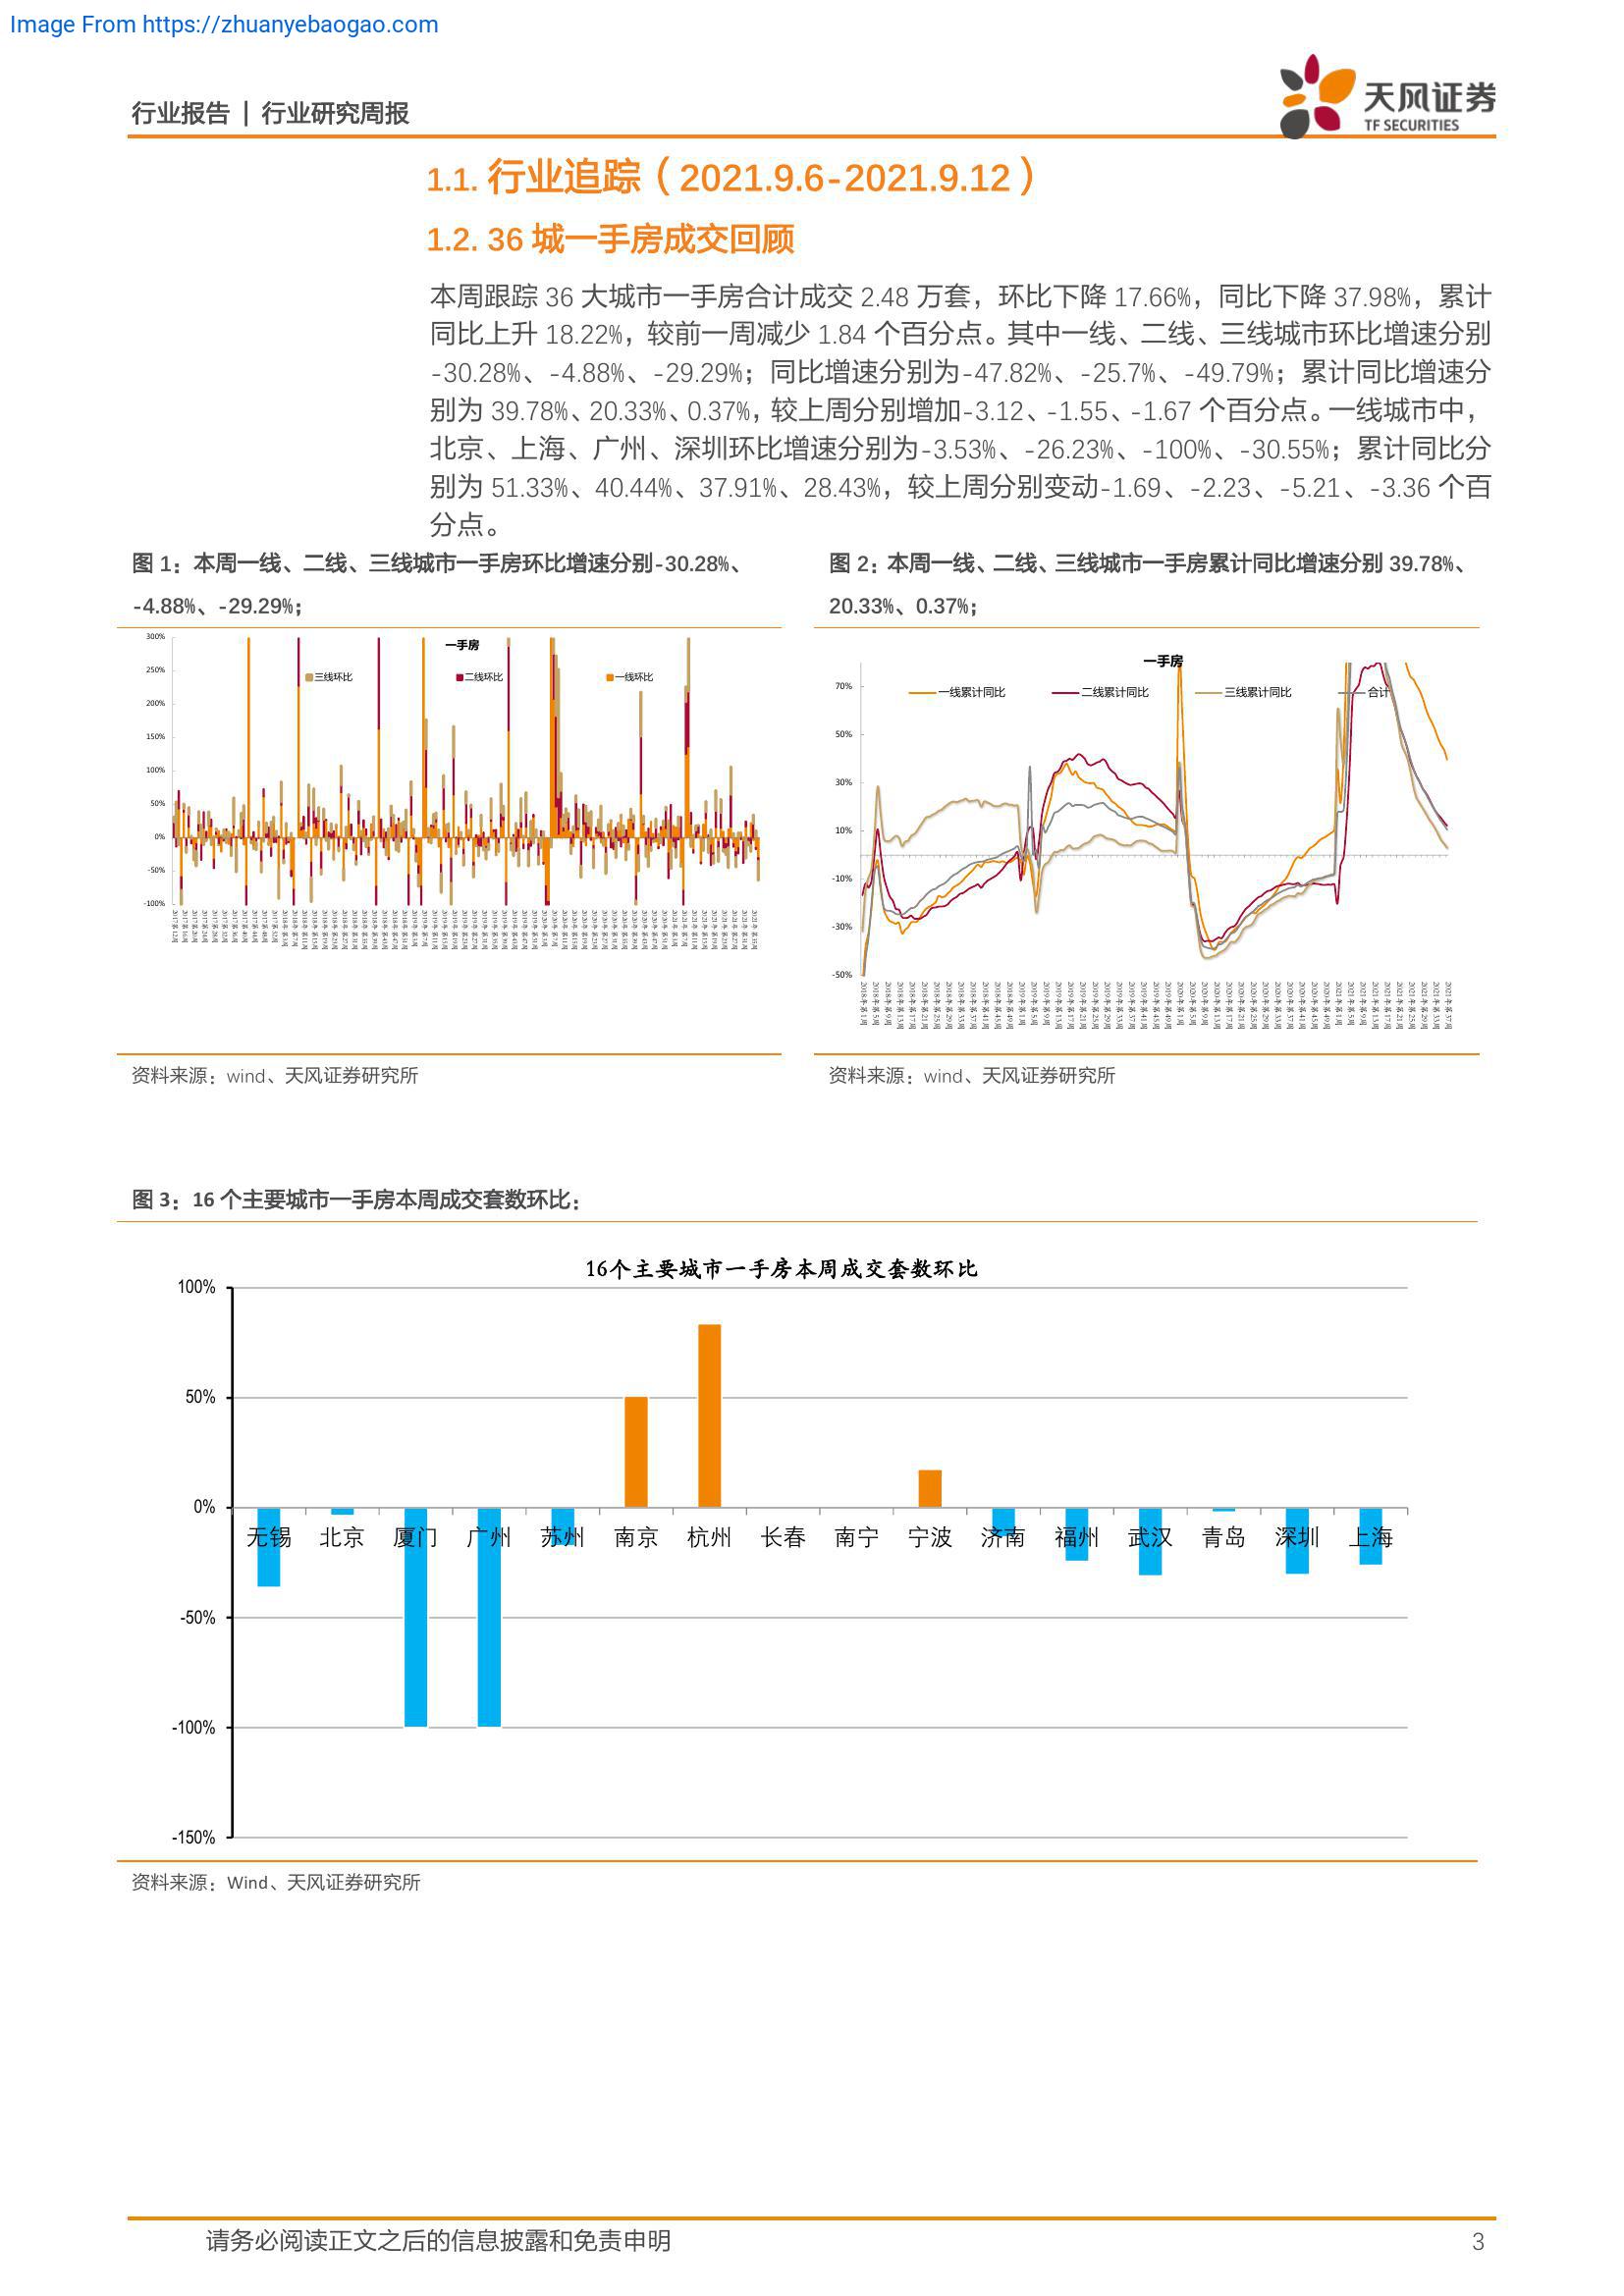 Image From https://zhuanyebaogao.com
行业报告 | 行业研究周报
天风证券
TF SECURITIES
1.1. 行业追踪（2021.9.6-2021.9.12）
1.2. 36 城一手房成交回顾
本周跟踪 36 大城市一手房合计成交 2.48 万套，环比下降 17.66%，同比下降 37.98%，累计
同比上升 18.22%，较前一周减少 1.84 个百分点。其中一线、二线、三线城市环比增速分别
-30.28%、-4.88%、-29.29%；同比增速分别为-47.82%、-25.7%、-49.79%；累计同比增速分
别为 39.78%、20.33%、0.37%，较上周分别增加-3.12、-1.55、-1.67 个百分点。一线城市中，
北京、上海、广州、深圳环比增速分别为-3.53%、-26.23%、-100%、-30.55%；累计同比分
别为 51.33%、40.44%、37.91%、28.43%，较上周分别变动-1.69、-2.23、-5.21、-3.36 个百
分点。
图 1：本周一线、二线、三线城市一手房环比增速分别-30.28%、
-4.88%、-29.29%；
一手房
三线环比 二线环比 一线环比
300%
250%
200%
150%
100%
50%
0%
-50%
-100%
资料来源：wind、天风证券研究所
图 2：本周一线、二线、三线城市一手房累计同比增速分别 39.78%、
20.33%、0.37%；
一手房
一线累计同比 二线累计同比 三线累计同比 合计
70%
50%
30%
10%
-10%
-30%
-50%
资料来源：wind、天风证券研究所
图 3：16 个主要城市一手房本周成交套数环比：
16个主要城市一手房本周成交套数环比
100%
50%
0%
无锡 北京 厦门 广州 苏州 南京 杭州 长春 南宁 宁波 济南 福州 武汉 青岛 深圳 上海
-50%
-100%
-150%
资料来源：Wind、天风证券研究所
请务必阅读正文之后的信息披露和免责申明 3